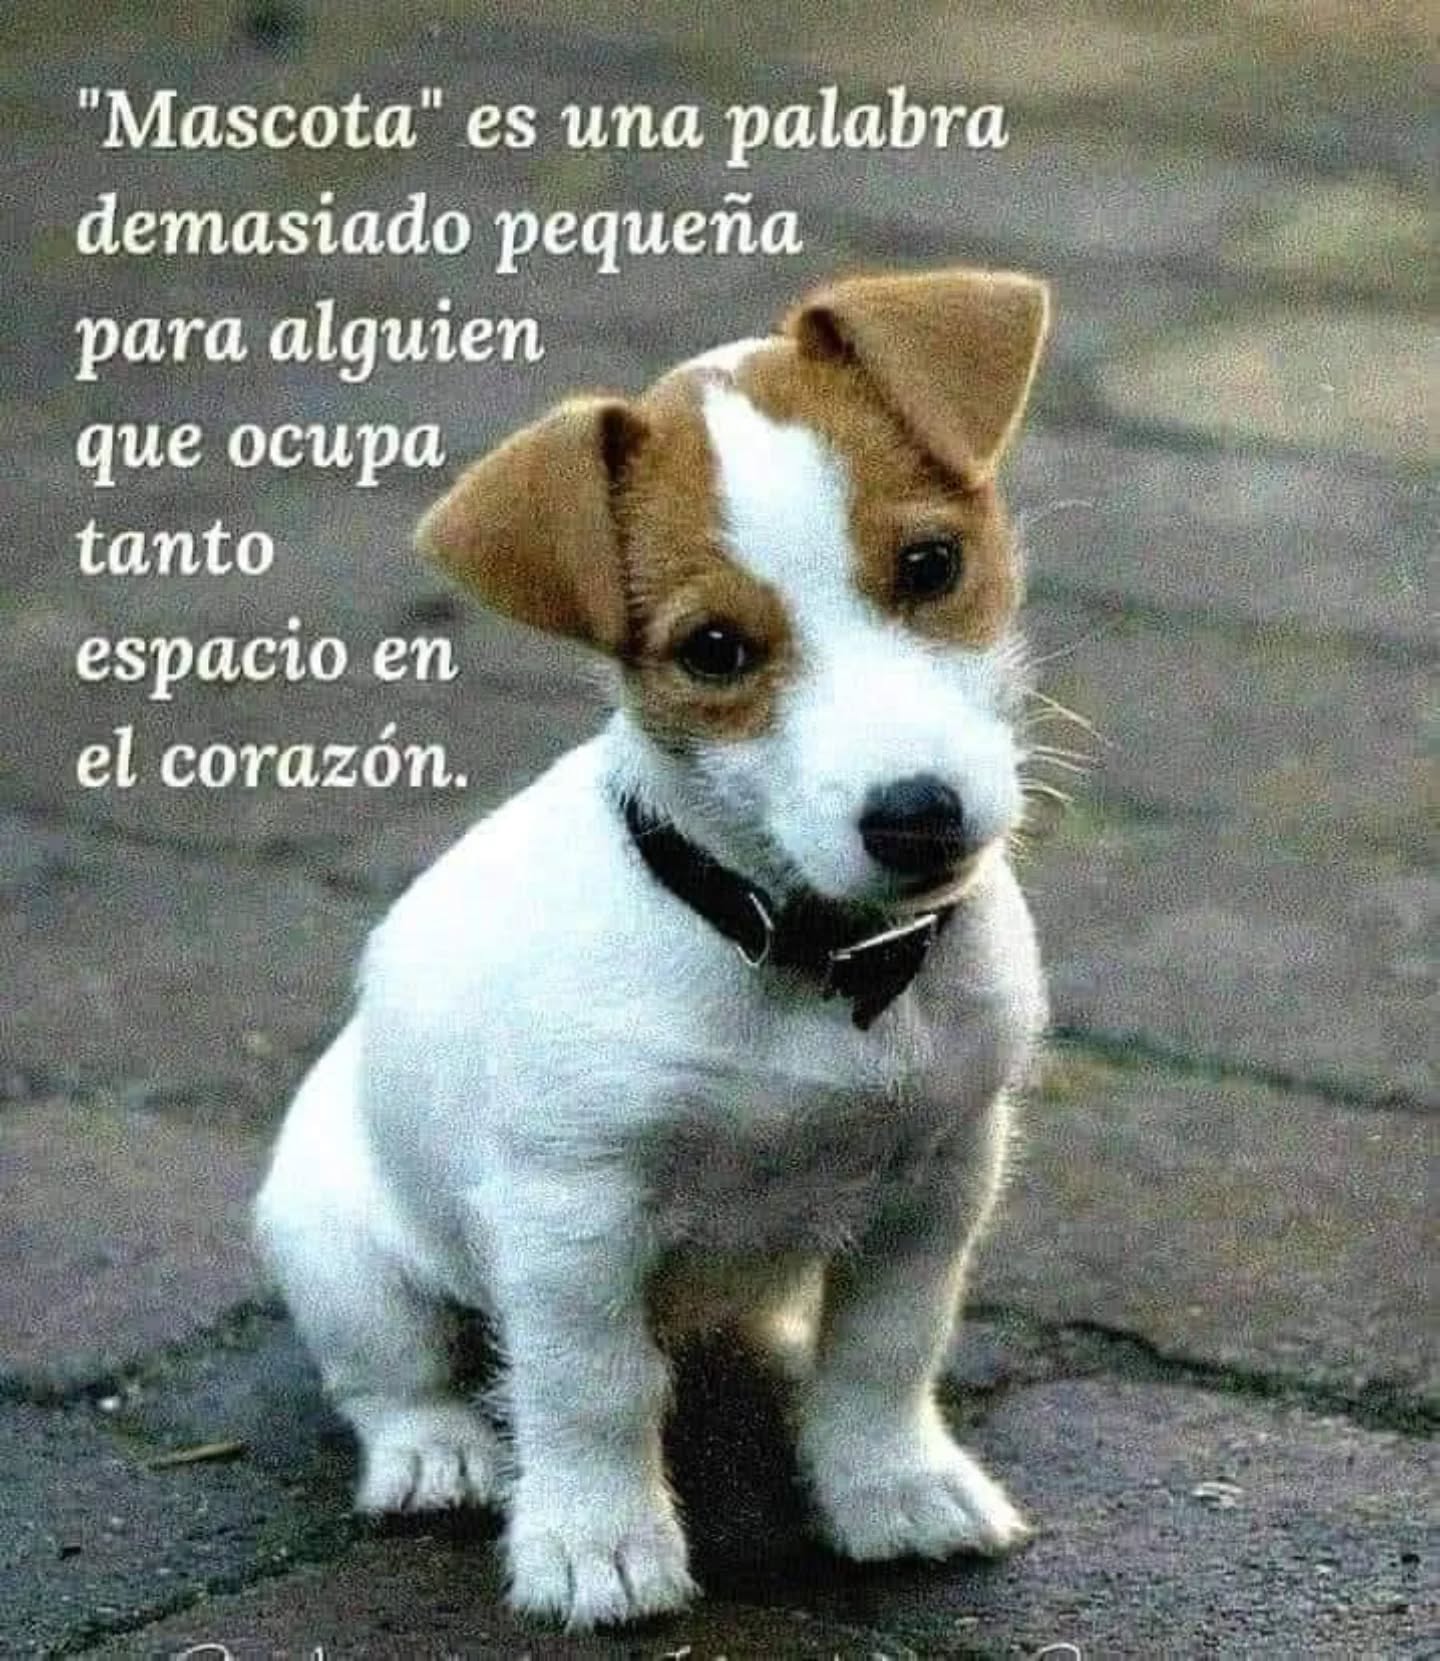 "Mascota" es una palabra
demasiado pequeña
para alguien
que ocupa
tanto
espacio en
el corazón.